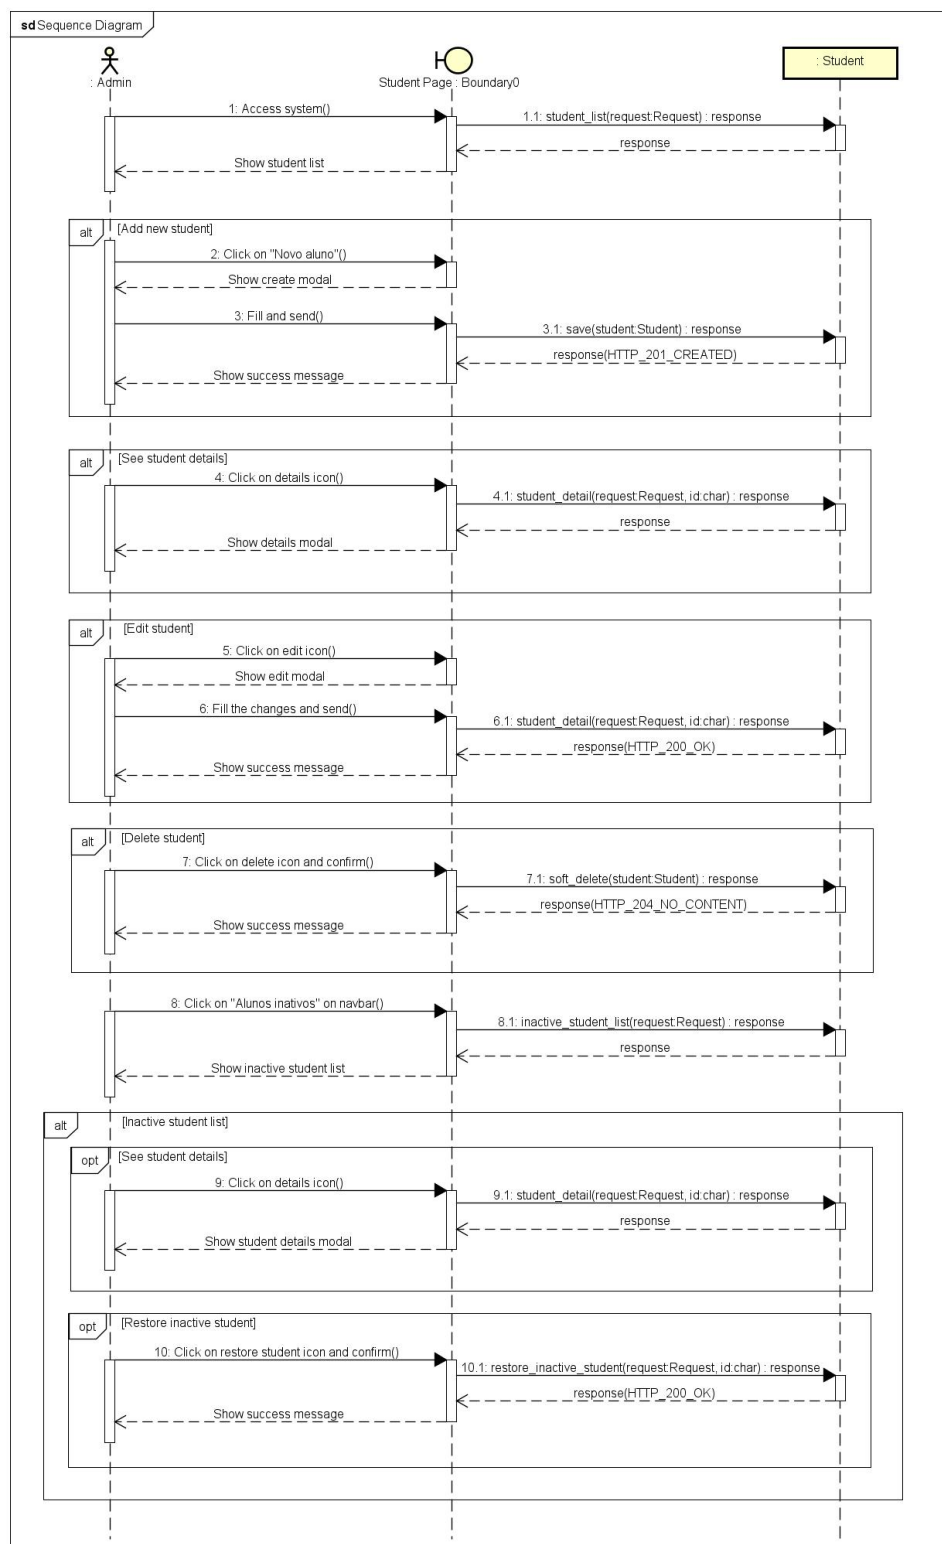 sd Sequence Diagram
: Admin
Student Page : Boundary0
: Student
1: Access system()
1.1: student_list(request:Request) : response
response
Show student list
alt
[Add new student]
2: Click on "Novo aluno"()
Show create modal
3: Fill and send()
3.1: save(student:Student) : response
response(HTTP_201_CREATED)
Show success message
alt
[See student details]
4: Click on details icon()
4.1: student_detail(request:Request, id:char) : response
response
Show details modal
alt
[Edit student]
5: Click on edit icon()
Show edit modal
6: Fill the changes and send()
6.1: student_detail(request:Request, id:char) : response
response(HTTP_200_OK)
Show success message
alt
[Delete student]
7: Click on delete icon and confirm()
7.1: soft_delete(student:Student) : response
response(HTTP_204_NO_CONTENT)
Show success message
8: Click on "Alunos inativos" on navbar()
8.1: inactive_student_list(request:Request) : response
response
Show inactive student list
alt
[Inactive student list]
opt
[See student details]
9: Click on details icon()
9.1: student_detail(request:Request, id:char) : response
response
Show student details modal
opt
[Restore inactive student]
10: Click on restore student icon and confirm()
10.1: restore_inactive_student(request:Request, id:char) : response
response(HTTP_200_OK)
Show success message